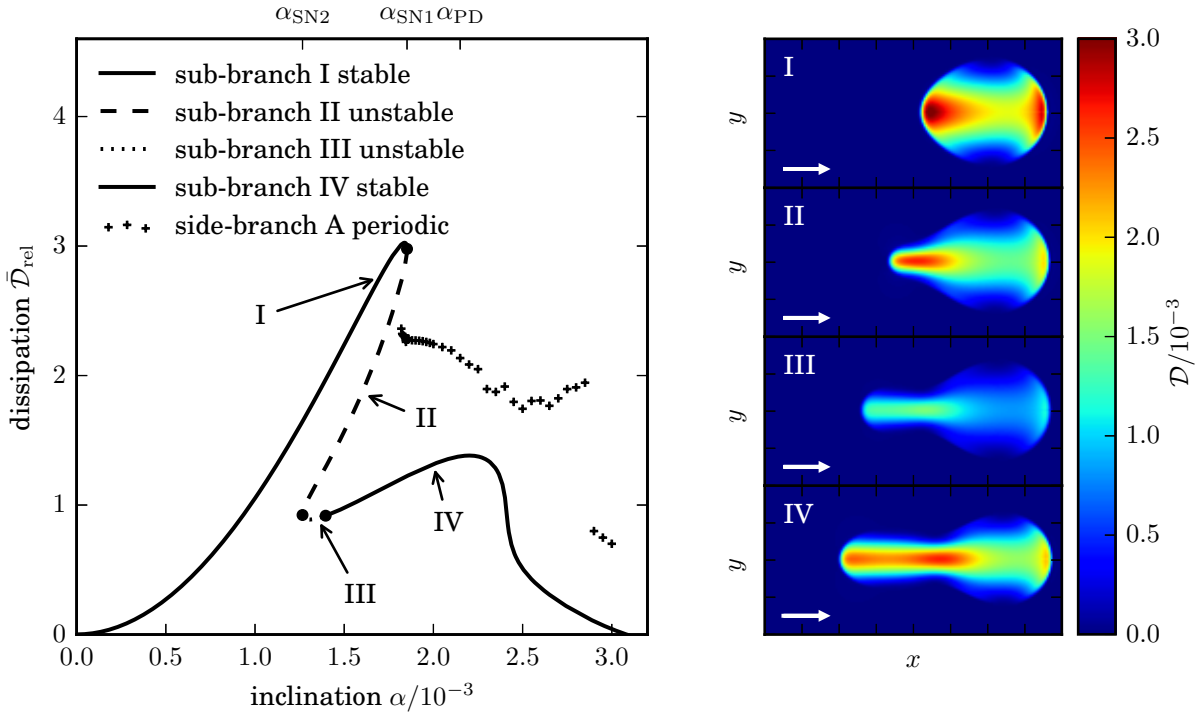 α_SN2 α_SN1 α_PD
sub-branch I stable
sub-branch II unstable
sub-branch III unstable
sub-branch IV stable
side-branch A periodic
dissipation D̄_rel
4
3
2
1
0
I
II
III
IV
0.0 0.5 1.0 1.5 2.0 2.5 3.0
inclination α/10⁻³
I
II
III
IV
y
y
y
y
x
3.0
2.5
2.0
1.5
1.0
0.5
0.0
D/10⁻³